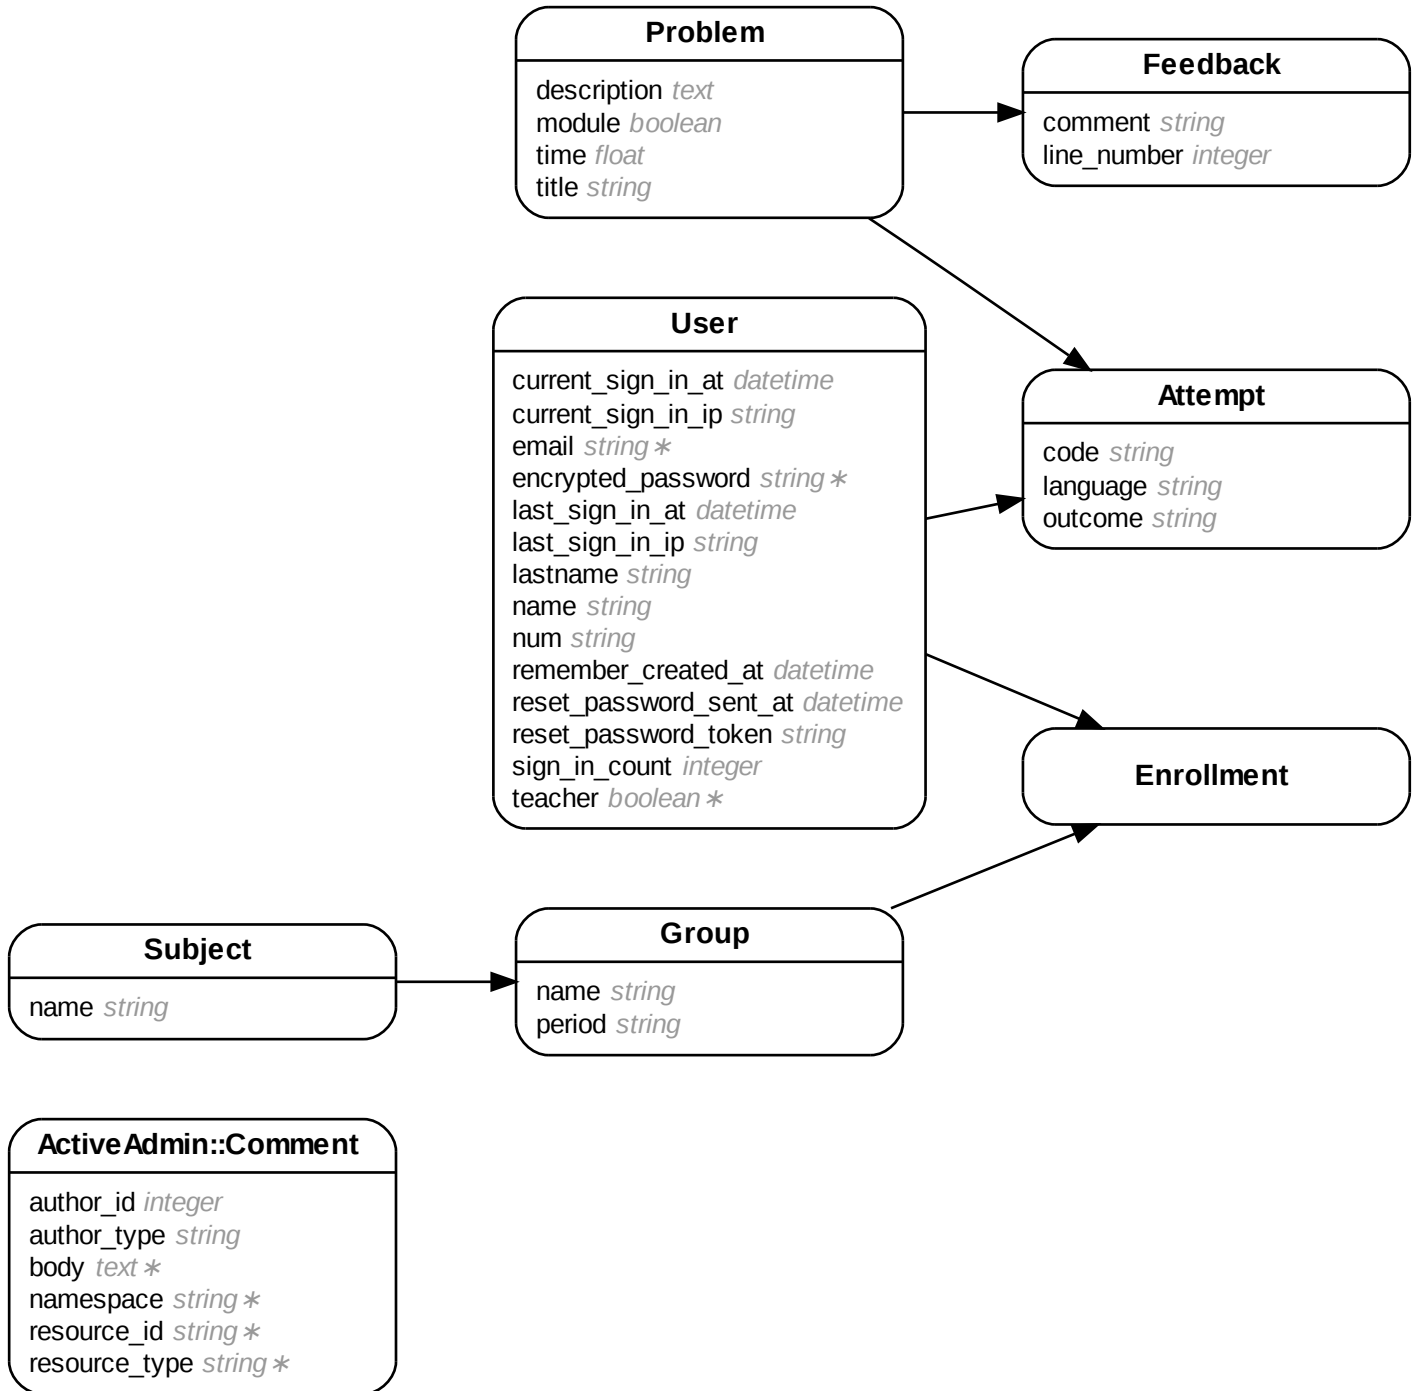 Problem
description text
module boolean
time float
title string
Feedback
comment string
line_number integer
User
current_sign_in_at datetime
current_sign_in_ip string
email string ∗
encrypted_password string ∗
last_sign_in_at datetime
last_sign_in_ip string
lastname string
name string
num string
remember_created_at datetime
reset_password_sent_at datetime
reset_password_token string
sign_in_count integer
teacher boolean ∗
Attempt
code string
language string
outcome string
Enrollment
Subject
name string
Group
name string
period string
ActiveAdmin::Comment
author_id integer
author_type string
body text ∗
namespace string ∗
resource_id string ∗
resource_type string ∗